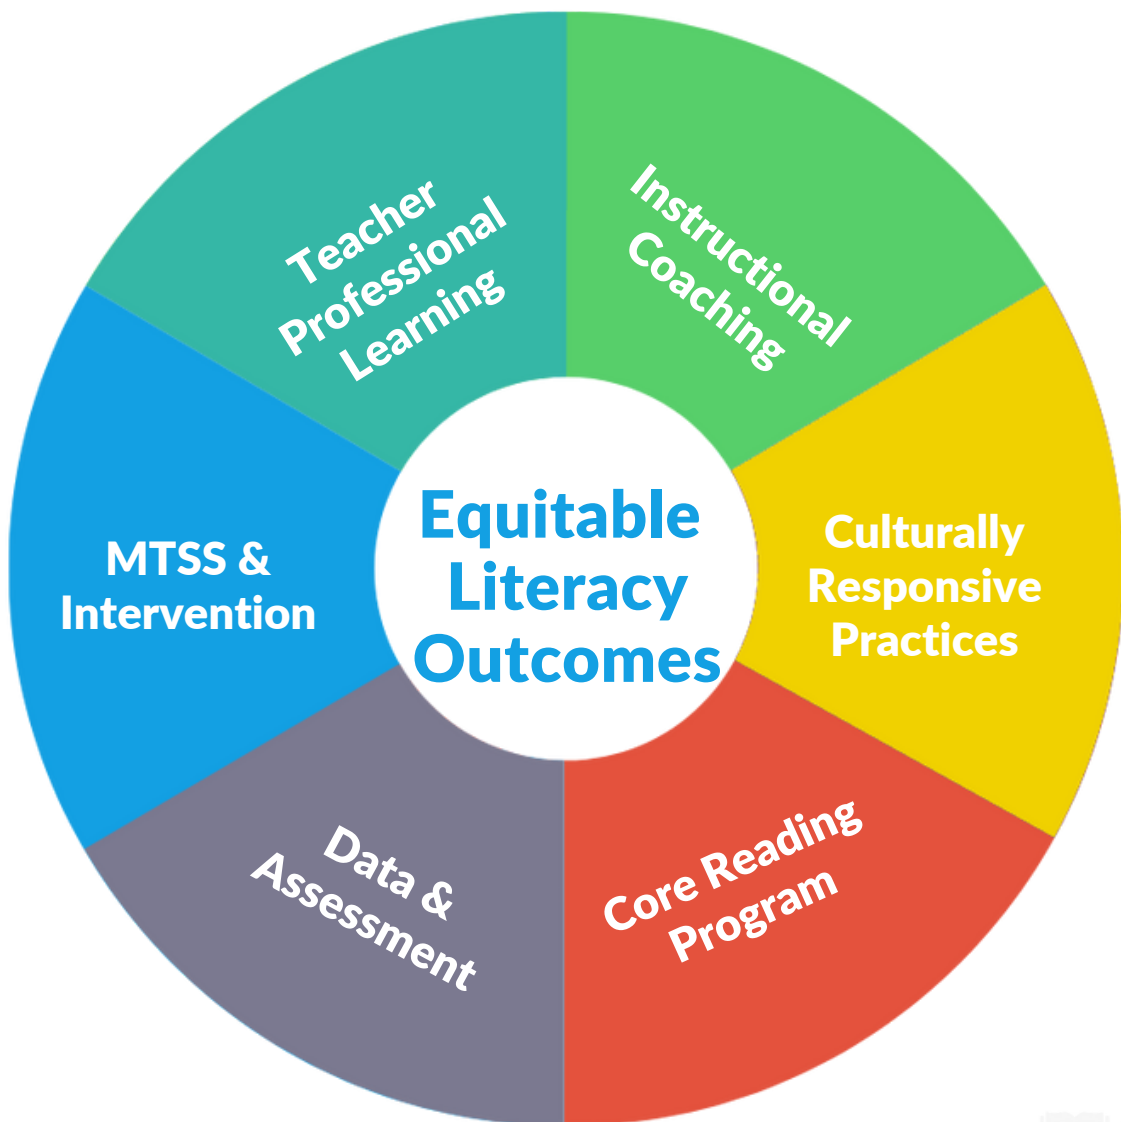 Teacher
Professional
Learning
Instructional
Coaching
Equitable
Literacy
Outcomes
Culturally
Responsive
Practices
MTSS &
Intervention
Data &
Assessment
Core Reading
Program